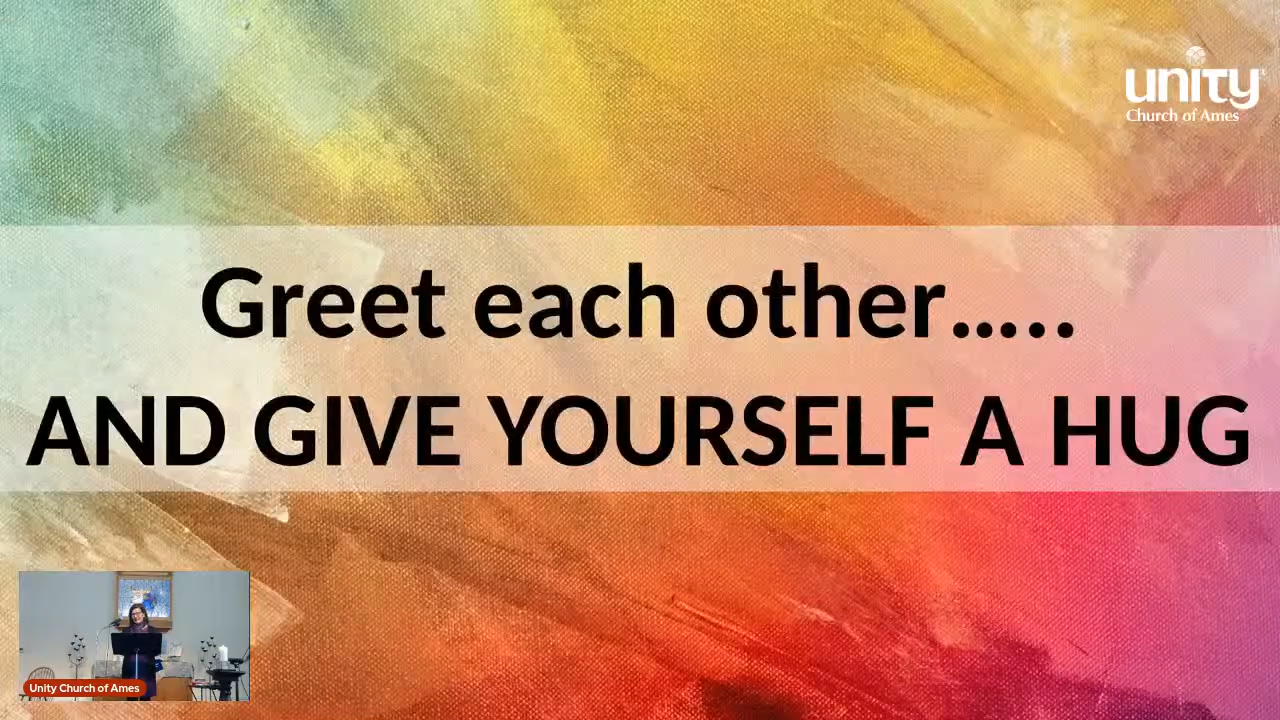 unity
Church of Ames
Greet each other.....
AND GIVE YOURSELF A HUG
Unity Church of Ames